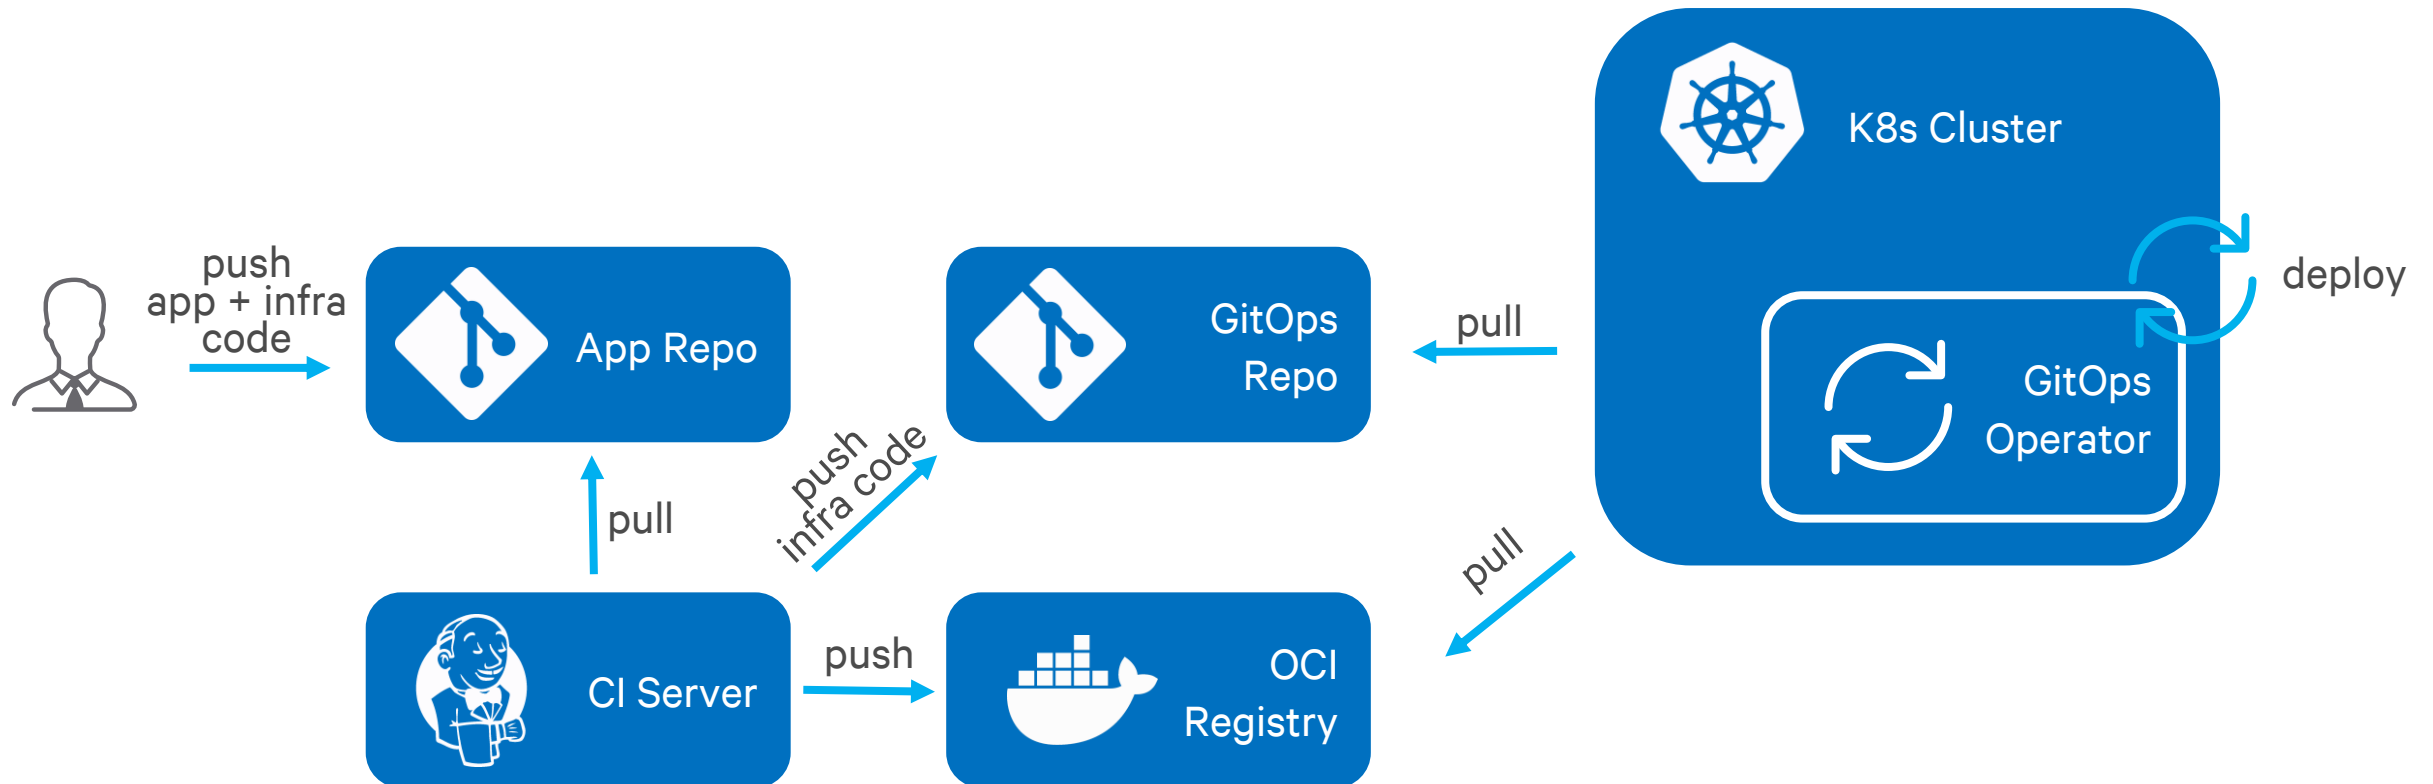 push
app + infra
code
App Repo
GitOps
Repo
K8s Cluster
pull
GitOps
Operator
deploy
pull
push
infra code
pull
CI Server
push
OCI
Registry